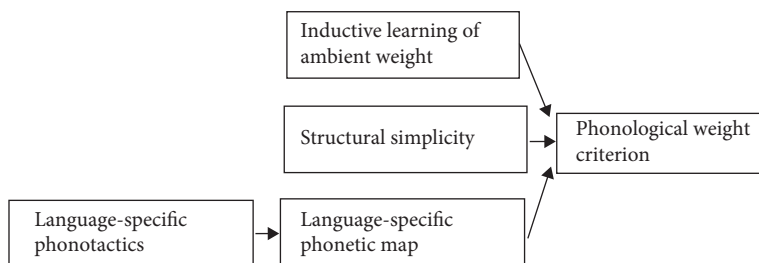 Inductive learning of
ambient weight
Structural simplicity
Phonological weight
criterion
Language-specific
phonotactics
Language-specific
phonetic map